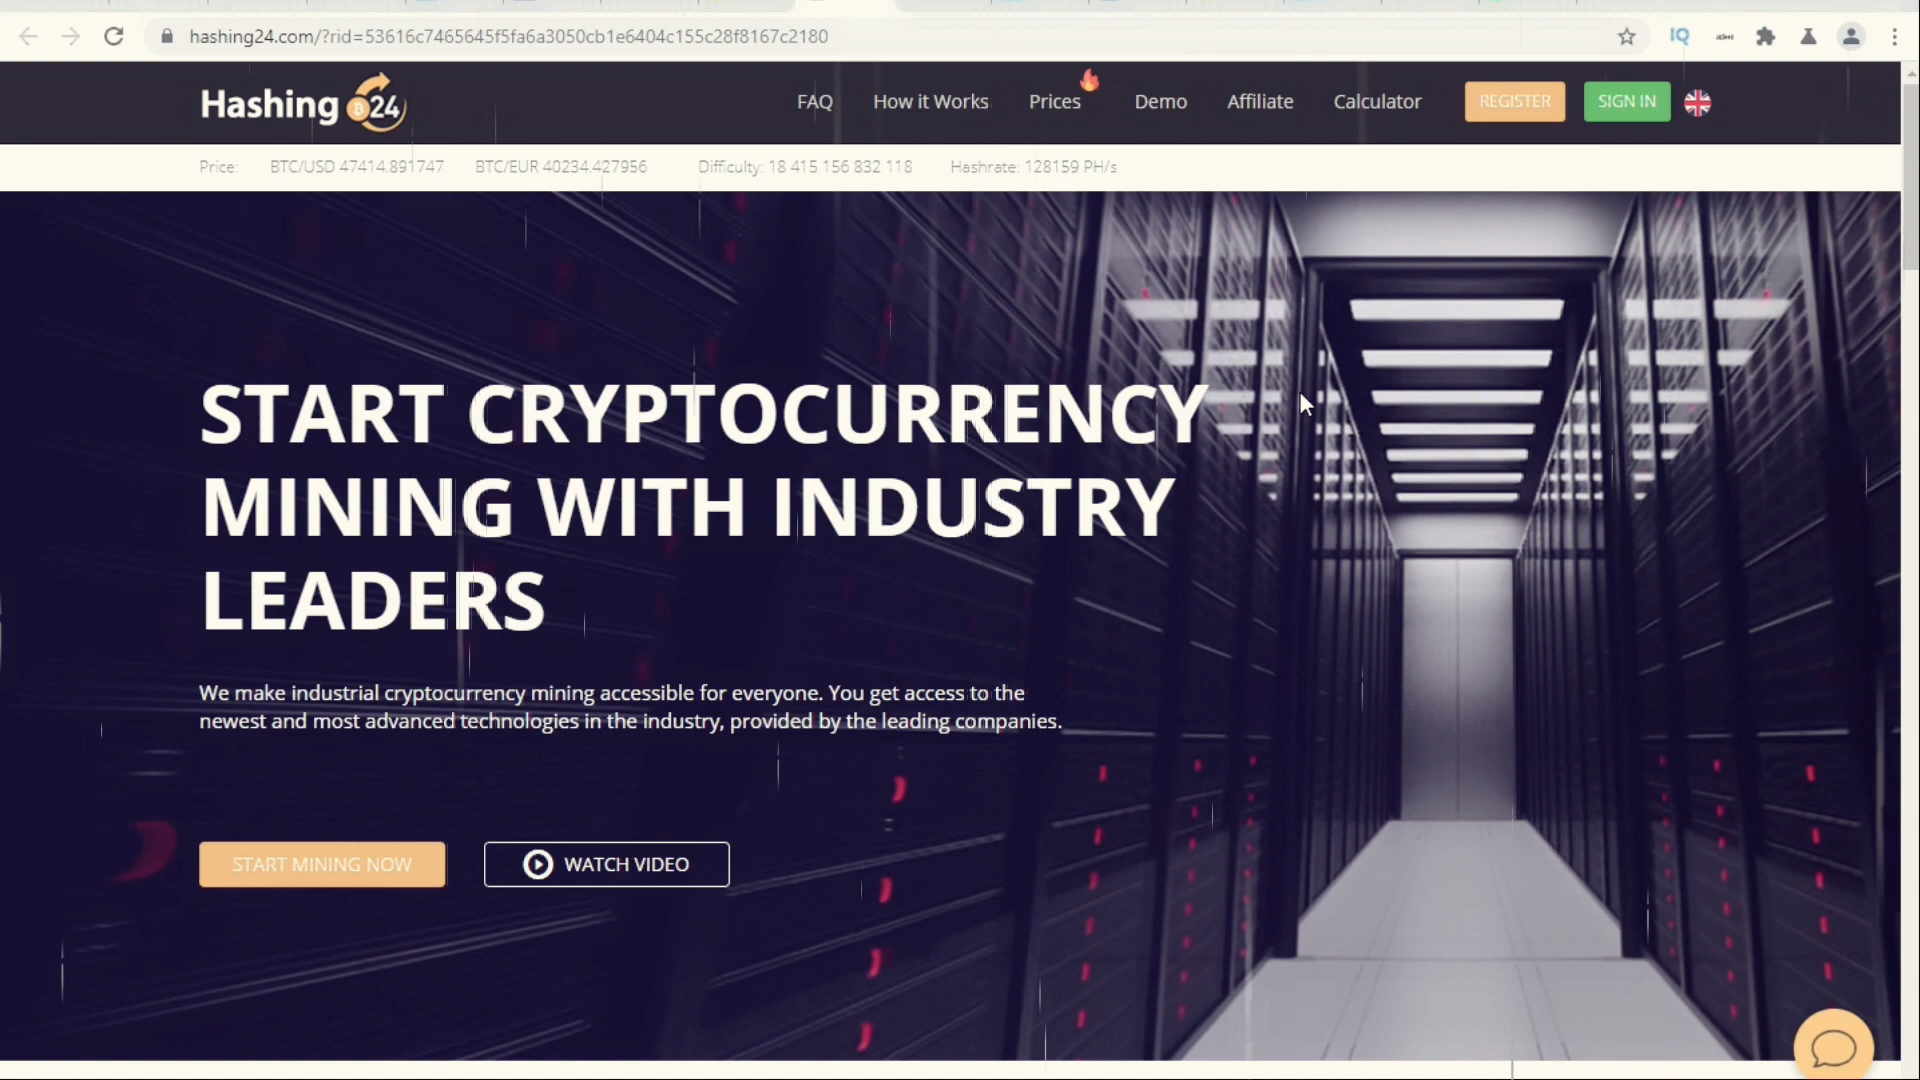 hashing24.com/?rid=53616c7465645f5fa6a3050cb1e6404c155c28f8167c2180
IQ
Hashing 24
FAQ How it Works Prices Demo Affiliate Calculator REGISTER SIGN IN
Price: BTC/USD 47414.891747 BTC/EUR 40234.427956 Difficulty: 18 415 156 832 118 Hashrate: 128159 PH/s
START CRYPTOCURRENCY
MINING WITH INDUSTRY
LEADERS
We make industrial cryptocurrency mining accessible for everyone. You get access to the
newest and most advanced technologies in the industry, provided by the leading companies.
START MINING NOW WATCH VIDEO